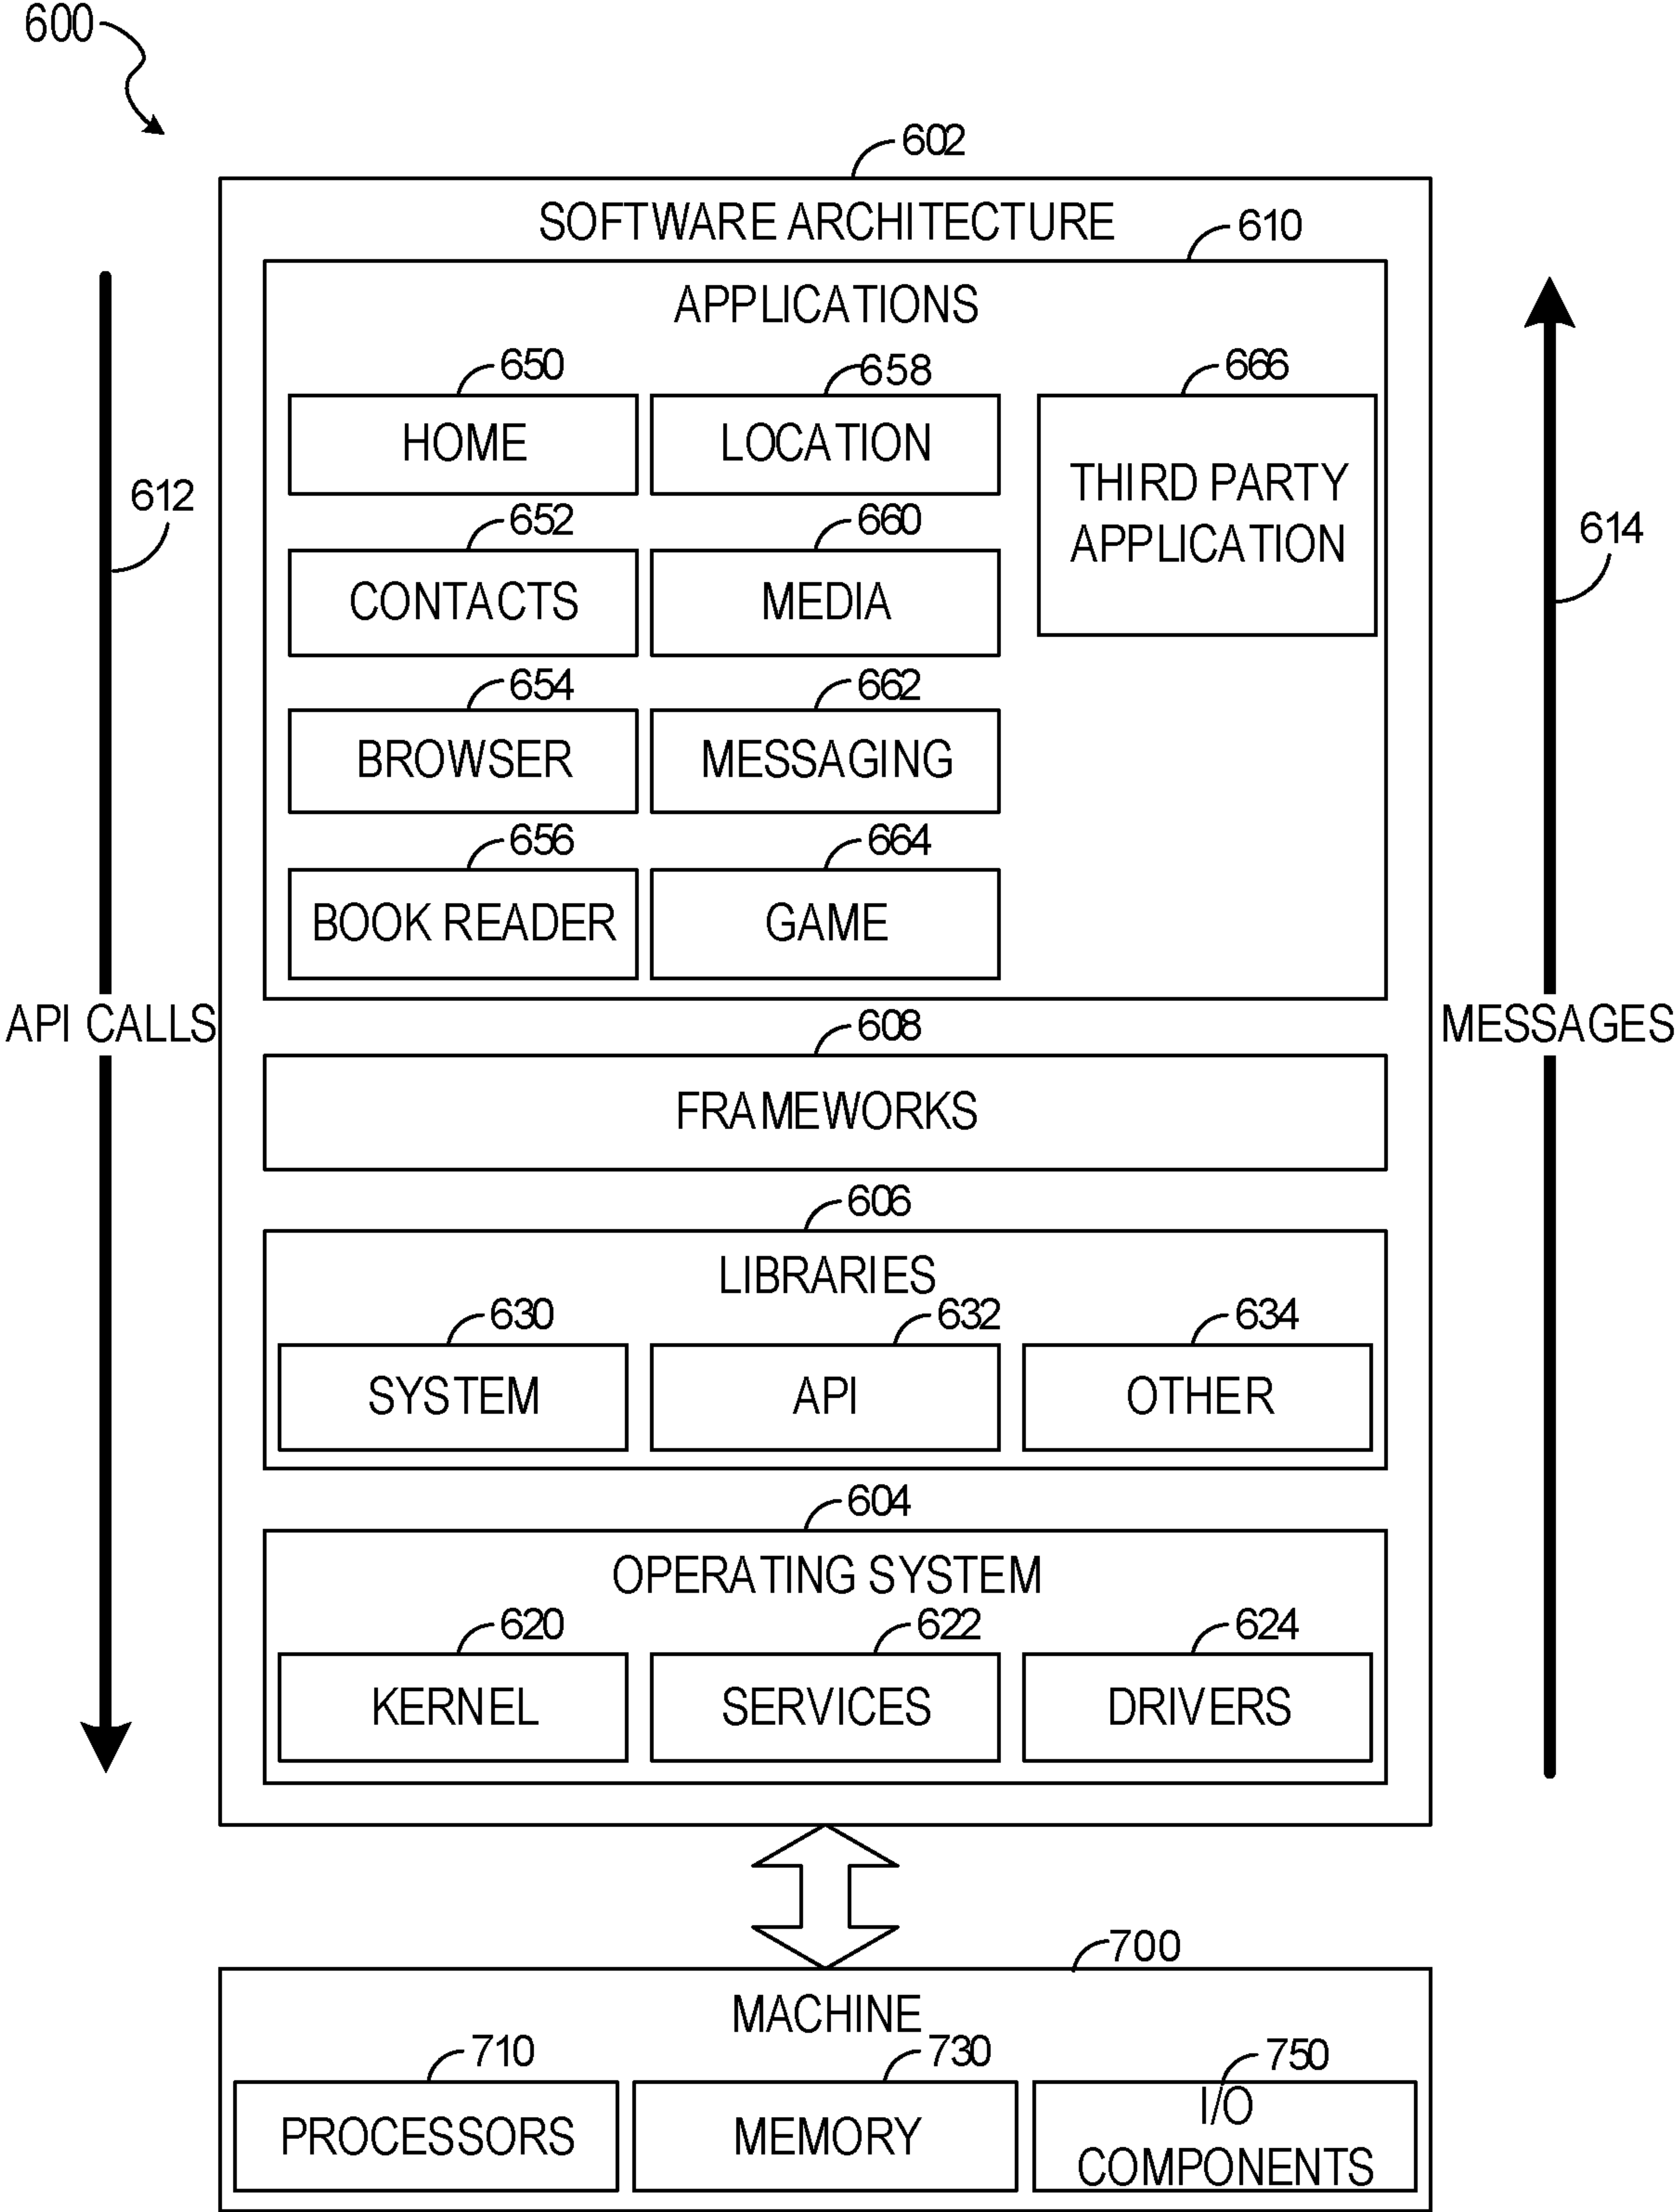 600
602
SOFTWARE ARCHITECTURE
610
APPLICATIONS
650
658
666
HOME
LOCATION
THIRD PARTY
APPLICATION
612
614
652
660
CONTACTS
MEDIA
654
662
BROWSER
MESSAGING
656
664
BOOK READER
GAME
API CALLS
MESSAGES
608
FRAMEWORKS
606
LIBRARIES
630
632
634
SYSTEM
API
OTHER
604
OPERATING SYSTEM
620
622
624
KERNEL
SERVICES
DRIVERS
700
MACHINE
710
730
750
PROCESSORS
MEMORY
I/O
COMPONENTS